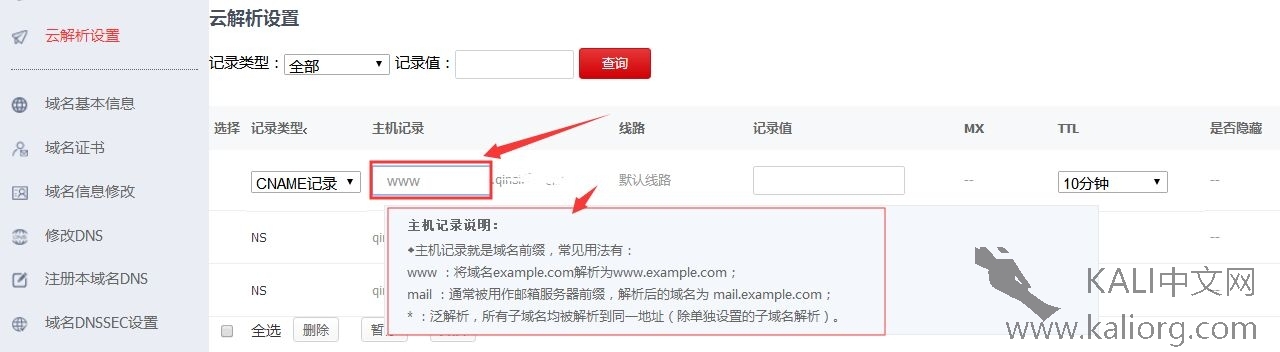 云解析设置
云解析设置
记录类型： 全部 记录值： 查询
域名基本信息
选择 记录类型 主机记录 线路 记录值 MX TTL 是否隐藏
域名证书
CNAME记录 www 默认线路 -- 10分钟 --
域名信息修改
主机记录说明：
修改DNS
NS --
◆主机记录就是域名前缀，常见用法有：
www ：将域名example.com解析为www.example.com；
注册本域名DNS
NS
mail ：通常被用作邮箱服务器前缀，解析后的域名为 mail.example.com；
* ：泛解析，所有子域名均被解析到同一地址（除单独设置的子域名解析）。
域名DNSSEC设置
全选 删除
KALI中文网
www.kaliorg.com